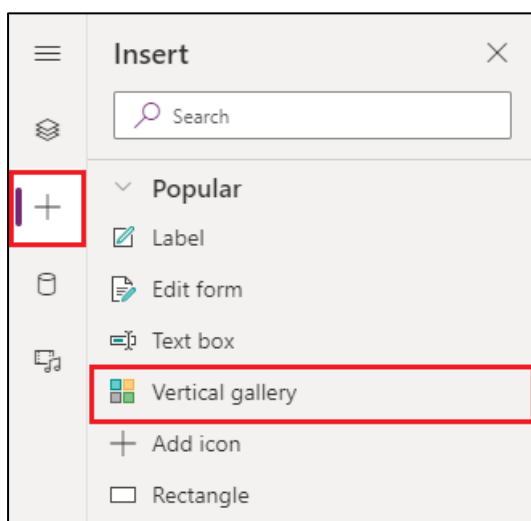 Insert
Search
Popular
Label
Edit form
Text box
Vertical gallery
Add icon
Rectangle